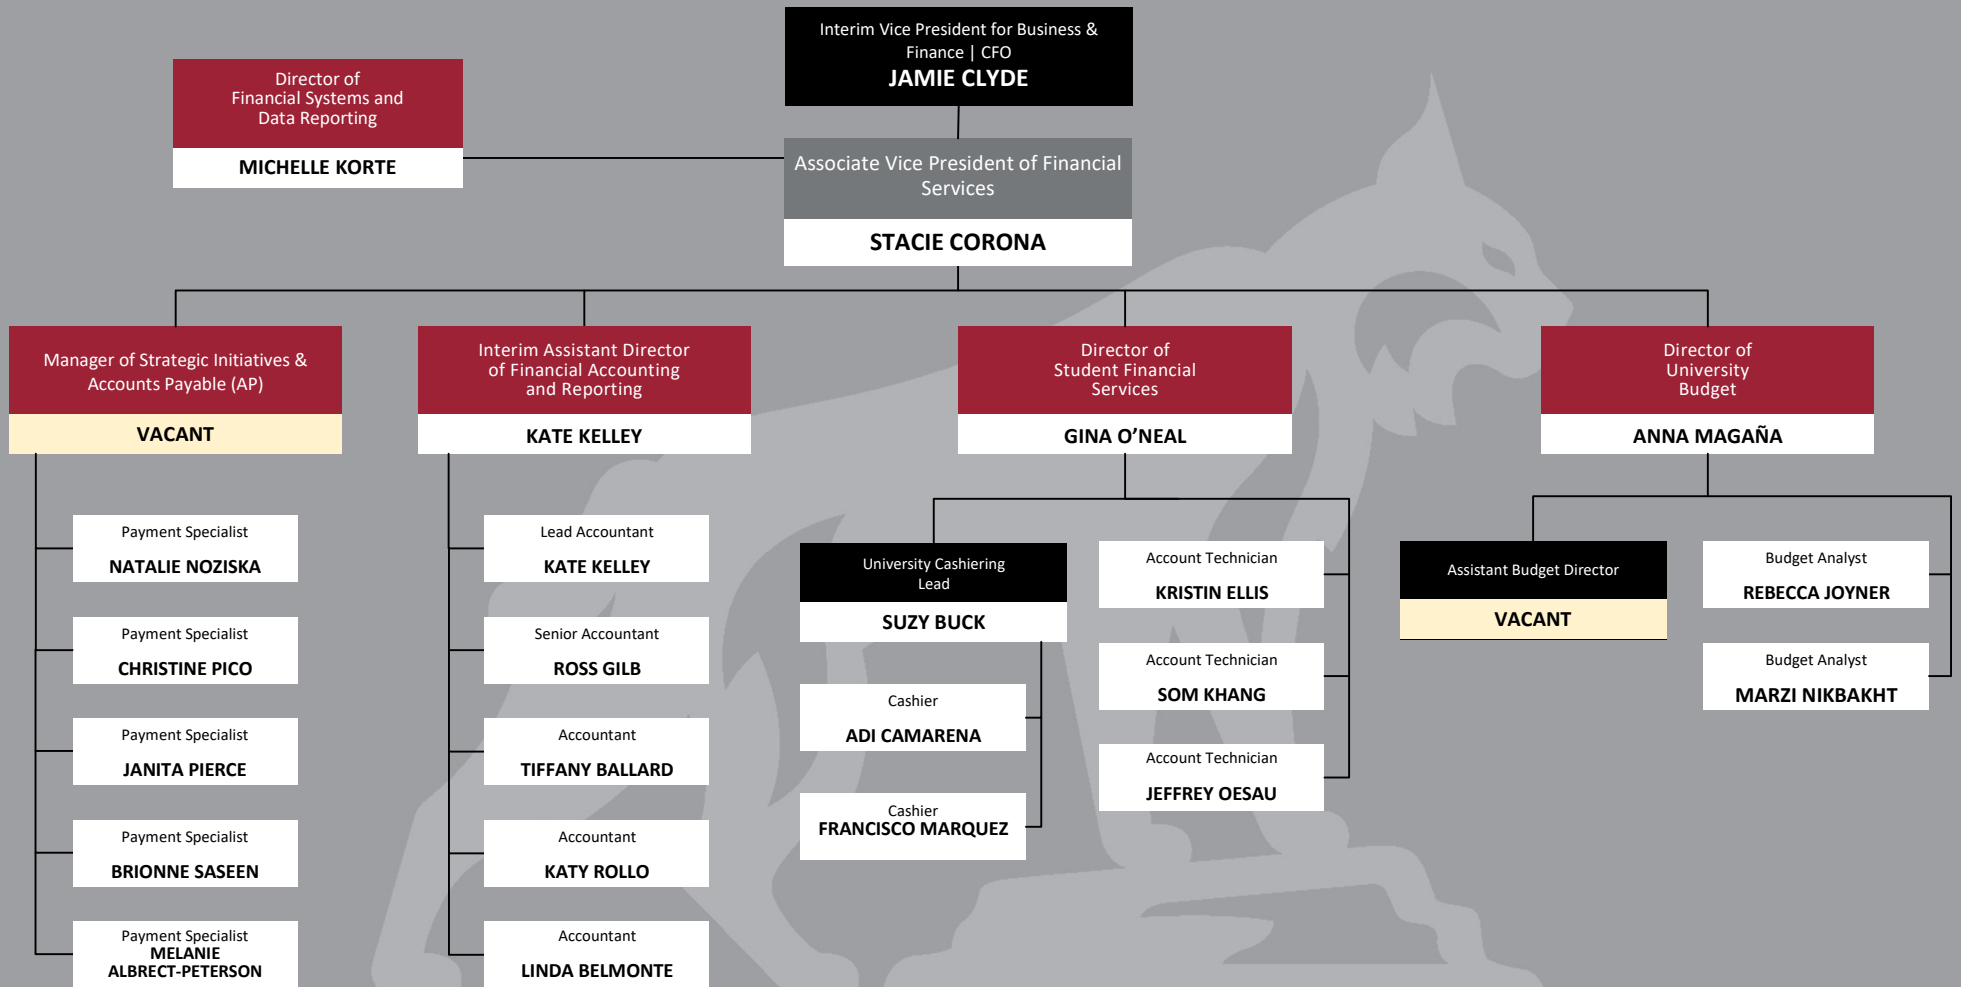 Interim Vice President for Business &
Finance | CFO
JAMIE CLYDE
Director of
Financial Systems and
Data Reporting
MICHELLE KORTE
Associate Vice President of Financial
Services
STACIE CORONA
Manager of Strategic Initiatives &
Accounts Payable (AP)
VACANT
Payment Specialist
NATALIE NOZISKA
Payment Specialist
CHRISTINE PICO
Payment Specialist
JANITA PIERCE
Payment Specialist
BRIONNE SASEEN
Payment Specialist
MELANIE
ALBRECT-PETERSON
Interim Assistant Director
of Financial Accounting
and Reporting
KATE KELLEY
Lead Accountant
KATE KELLEY
Senior Accountant
ROSS GILB
Accountant
TIFFANY BALLARD
Accountant
KATY ROLLO
Accountant
LINDA BELMONTE
Director of
Student Financial
Services
GINA O’NEAL
University Cashiering
Lead
SUZY BUCK
Cashier
ADI CAMARENA
Cashier
FRANCISCO MARQUEZ
Account Technician
KRISTIN ELLIS
Account Technician
SOM KHANG
Account Technician
JEFFREY OESAU
Director of
University
Budget
ANNA MAGAÑA
Assistant Budget Director
VACANT
Budget Analyst
REBECCA JOYNER
Budget Analyst
MARZI NIKBAKHT